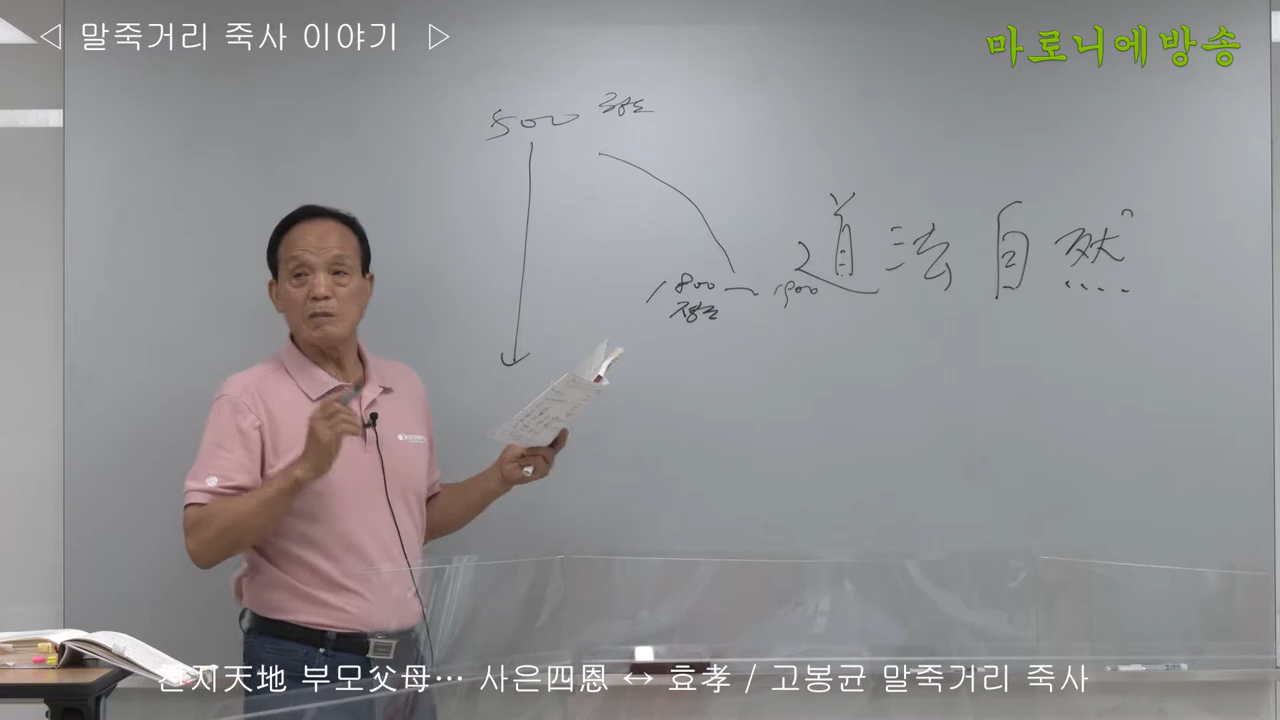 ◁ 말죽거리 죽사 이야기 ▷
마로니에방송
500
道法自然
1800 ~ 1900
천지天地 부모父母… 사은四恩 ↔ 효孝 / 고봉균 말죽거리 죽사